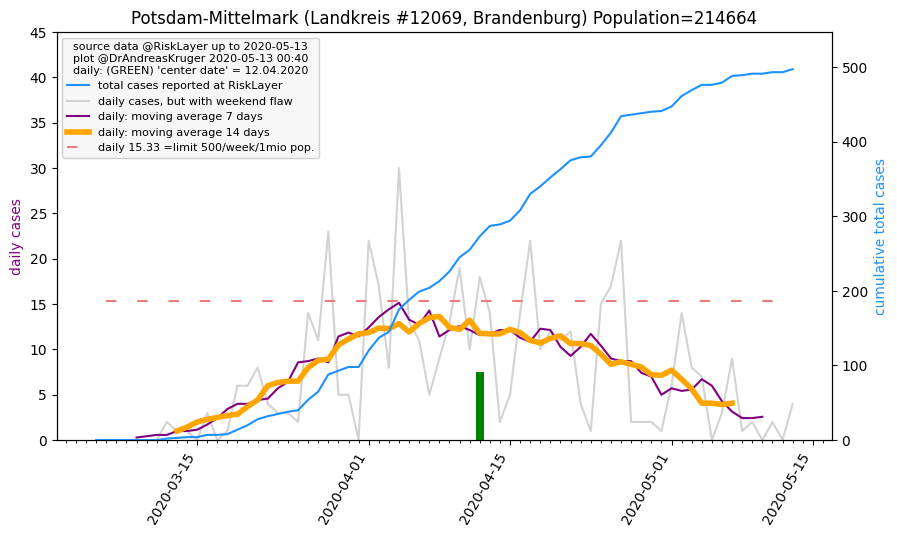 Potsdam-Mittelmark (Landkreis #12069, Brandenburg) Population=214664
source data @RiskLayer up to 2020-05-13
plot @DrAndreasKruger 2020-05-13 00:40
daily: (GREEN) 'center date' = 12.04.2020
total cases reported at RiskLayer
daily cases, but with weekend flaw
daily: moving average 7 days
daily: moving average 14 days
daily 15.33 =limit 500/week/1mio pop.
daily cases
45
40
35
30
25
20
15
10
5
0
cumulative total cases
500
400
300
200
100
0
2020-03-15
2020-04-01
2020-04-15
2020-05-01
2020-05-15